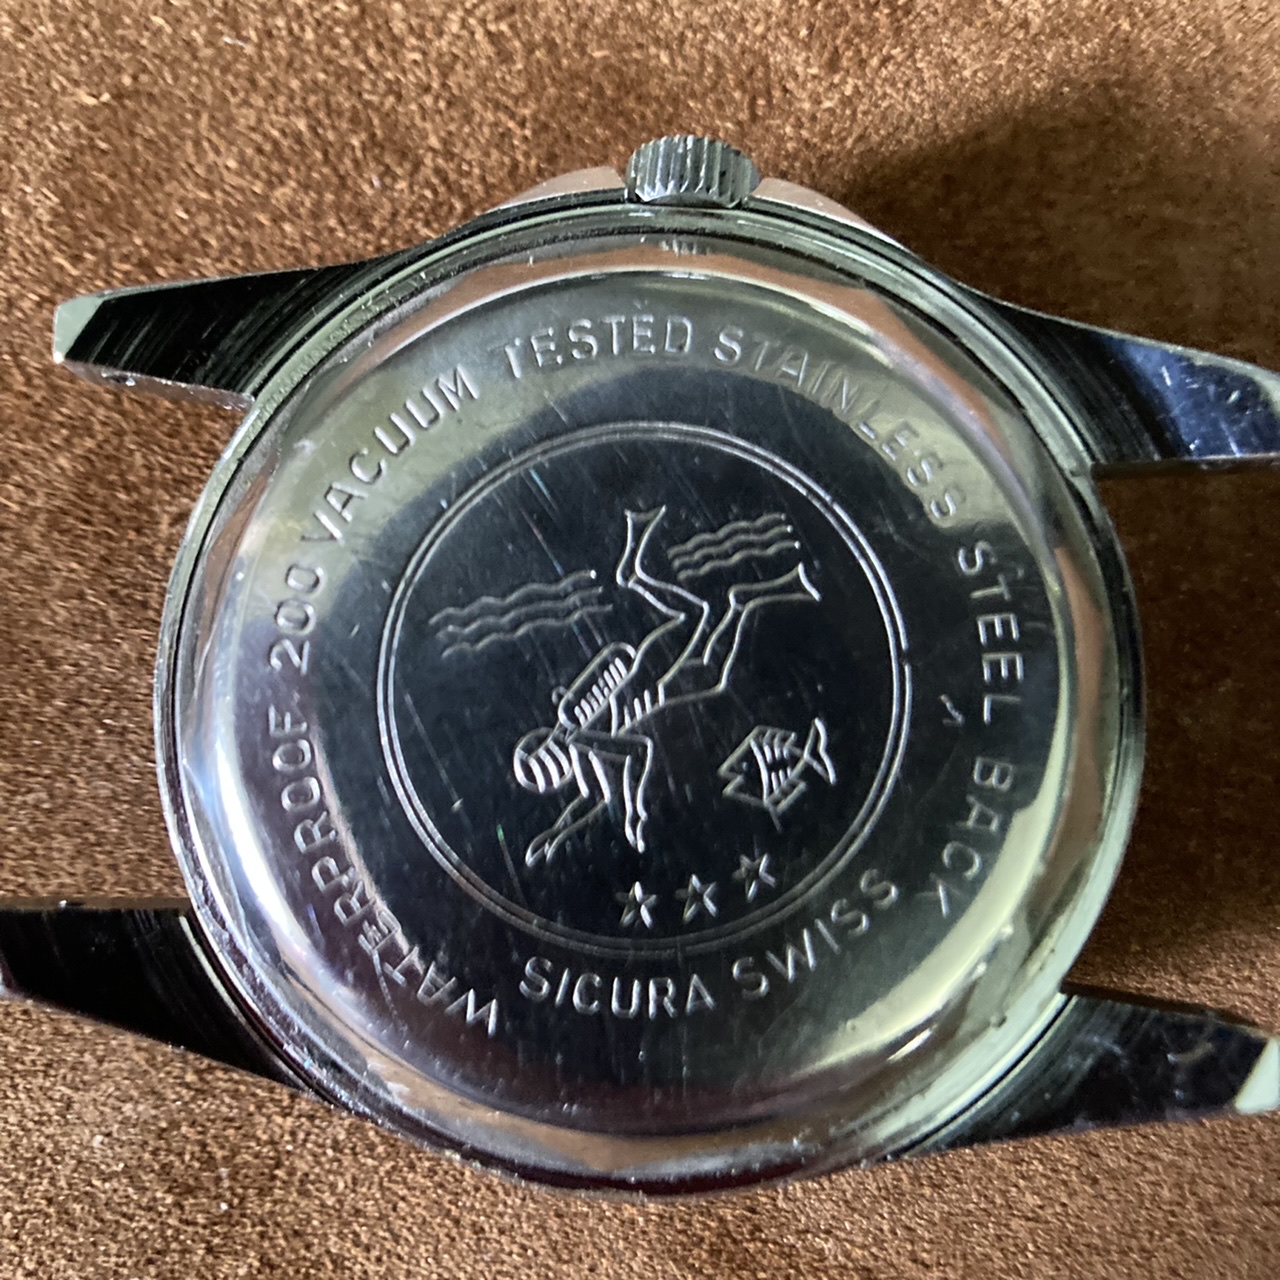 WATERPROOF 200 VACUUM TESTED STAINLESS STEEL BACK
SICURA SWISS